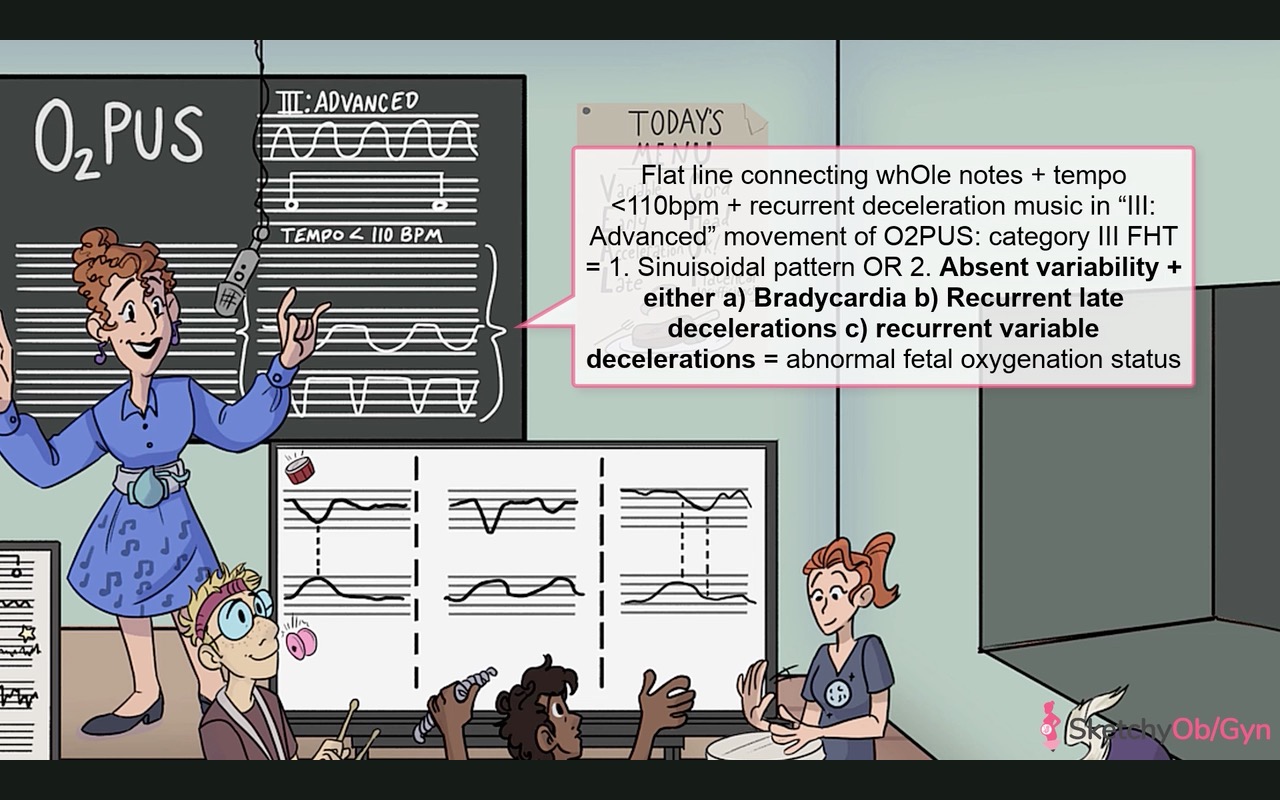 O2PUS
III: ADVANCED
TEMPO < 110 BPM
TODAY'S
MENU
Flat line connecting whOle notes + tempo
<110bpm + recurrent deceleration music in “III:
Advanced” movement of O2PUS: category III FHT
= 1. Sinuisoidal pattern OR 2. Absent variability +
either a) Bradycardia b) Recurrent late
decelerations c) recurrent variable
decelerations = abnormal fetal oxygenation status
Variable Cord
Early Head
Acceleration OK!
Late
SketchyOb/Gyn